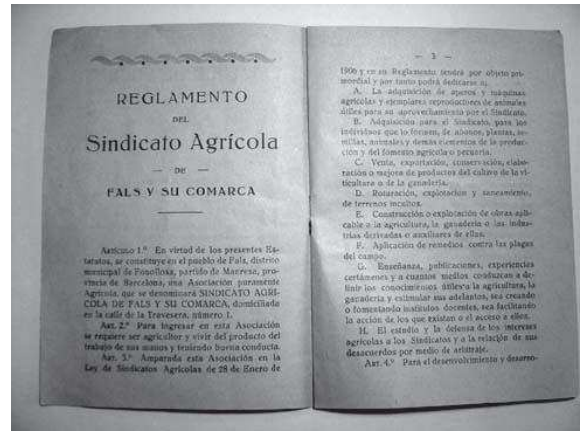 REGLAMENTO
DEL
Sindicato Agrícola
— DE —
FALS Y SU COMARCA
Artículo 1.º En virtud de los presentes Es-
tatutos, se constituye en el pueblo de Fals, distrito
municipal de Fonollosa, partido de Manresa, pro-
vincia de Barcelona, una Asociación puramente
Agrícola, que se denominará SINDICATO AGRÍ-
COLA DE FALS Y SU COMARCA, domiciliada
en la calle de la Travesera, número 1.
Art. 2.º Para ingresar en esta Asociación
se requiere ser agricultor y vivir del producto del
trabajo de sus manos y teniendo buena conducta.
Art. 3.º Amparada esta Asociación en la
Ley de Sindicatos Agrícolas de 28 de Enero de
— 3 —
1906 y en su Reglamento tendrá por objeto pri-
mordial y por tanto podrá dedicarse a:
A. La adquisición de aperos y máquinas
agrícolas y ejemplares reproductores de animales
útiles para su aprovechamiento por el Sindicato.
B. Adquisición para el Sindicato, para los
individuos que lo formen, de abonos, plantas, se-
millas, animales y demás elementos de la produc-
ción y del fomento agrícola o pecuaria.
C. Venta, exportación, conservación, elabo-
ración o mejora de productos del cultivo de la vi-
ticultura o de la ganadería.
D. Roturación, explotación y saneamiento,
de terrenos incultos.
E. Construcción o explotación de obras apli-
cable a la agricultura, la ganadería o las indus-
trias derivadas o auxiliares de ellas.
F. Aplicación de remedios contra las plagas
del campo.
G. Enseñanza, publicaciones, experiencias
certámenes y a cuantos medios conduzcan a de-
finir los conocimientos útiles a la agricultura, la
ganadería y estimular sus adelantos, sea creando
o fomentando institutos docentes, sea facilitando
la acción de los que existan o el acceso a ellos.
H. El estudio y la defensa de los intereses
agrícolas a los Sindicatos y a la relación de sus
desacuerdos por medio de arbitraje.
Art. 4.º Para el desenvolvimiento y desarro-